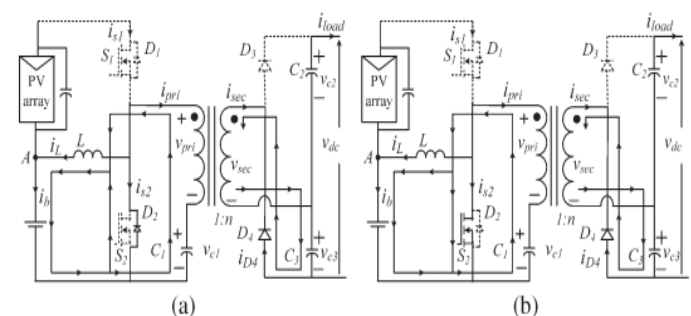 i_s1
D_1
S_1
PV
array
i_pri
i_sec
D_3
C_2
i_load
+
v_c2
−
A
i_L
L
+
v_pri
−
v_sec
v_dc
i_b
i_s2
D_2
S_2
C_1
+
−
v_c1
1:n
D_4
i_D4
C_3
+
v_c3
−
(a)
i_s1
D_1
S_1
PV
array
i_pri
i_sec
D_3
C_2
i_load
+
v_c2
−
A
i_L
L
+
v_pri
−
v_sec
v_dc
i_b
i_s2
D_2
S_2
C_1
+
−
v_c1
1:n
D_4
i_D4
C_3
+
v_c3
−
(b)